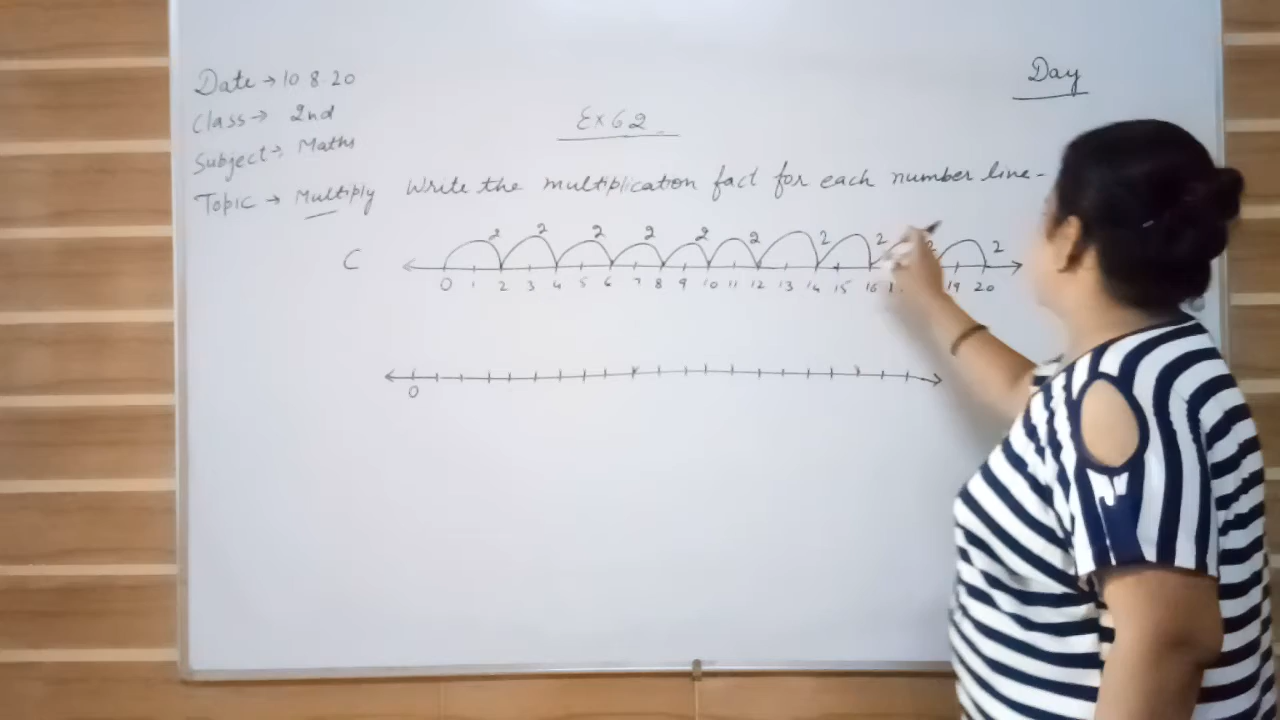 Day
Date → 10 8.20
Class → 2nd
Subject → Maths
Topic → Multiply
Ex 6 2
Write the multiplication fact for each number line-
C
2 2 2 2 2 2 2 2 2 2
0 1 2 3 4 5 6 7 8 9 10 11 12 13 14 15 16 19 20
0